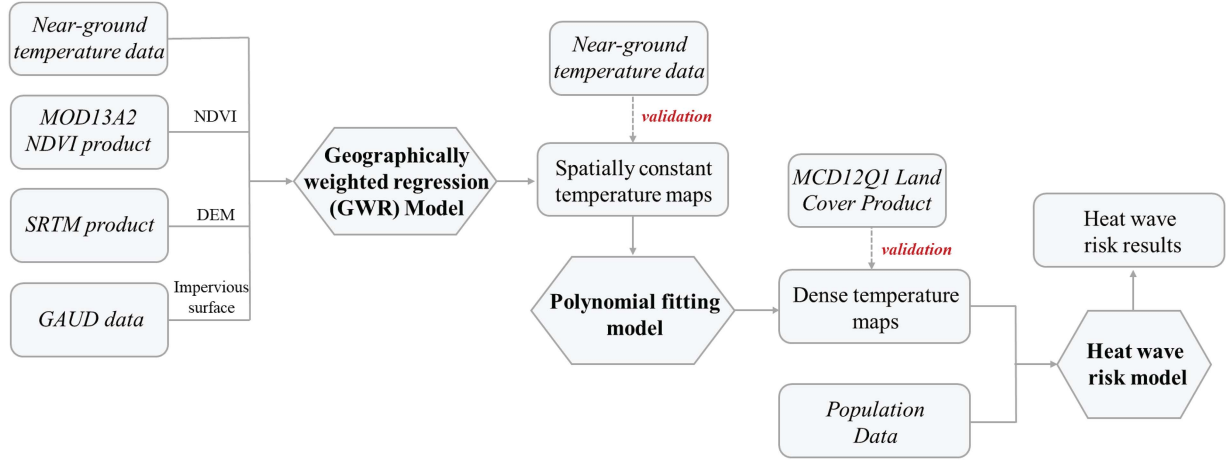 Near-ground
temperature data
MOD13A2
NDVI product
NDVI
SRTM product
DEM
GAUD data
Impervious
surface
Geographically
weighted regression
(GWR) Model
Near-ground
temperature data
validation
Spatially constant
temperature maps
Polynomial fitting
model
MCD12Q1 Land
Cover Product
validation
Dense temperature
maps
Population
Data
Heat wave
risk results
Heat wave
risk model